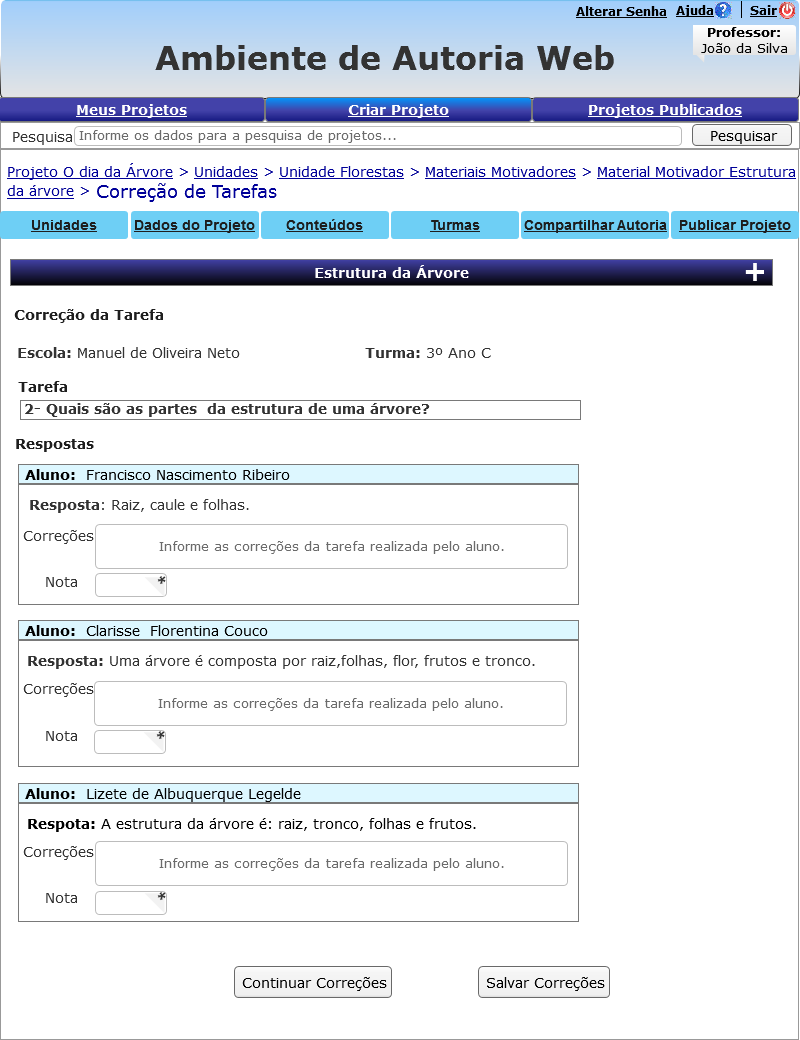 Alterar Senha Ajuda ? Sair
Professor:
João da Silva
Ambiente de Autoria Web
Meus Projetos Criar Projeto Projetos Publicados
Pesquisa Informe os dados para a pesquisa de projetos... Pesquisar
Projeto O dia da Árvore > Unidades > Unidade Florestas > Materiais Motivadores > Material Motivador Estrutura
da árvore > Correção de Tarefas
Unidades Dados do Projeto Conteúdos Turmas Compartilhar Autoria Publicar Projeto
Estrutura da Árvore +
Correção da Tarefa
Escola: Manuel de Oliveira Neto Turma: 3º Ano C
Tarefa
2- Quais são as partes  da estrutura de uma árvore?
Respostas
Aluno: Francisco Nascimento Ribeiro
Resposta: Raiz, caule e folhas.
Correções Informe as correções da tarefa realizada pelo aluno.
Nota *
Aluno: Clarisse  Florentina Couco
Resposta: Uma árvore é composta por raiz,folhas, flor, frutos e tronco.
Correções Informe as correções da tarefa realizada pelo aluno.
Nota *
Aluno: Lizete de Albuquerque Legelde
Respota: A estrutura da árvore é: raiz, tronco, folhas e frutos.
Correções Informe as correções da tarefa realizada pelo aluno.
Nota *
Continuar Correções Salvar Correções